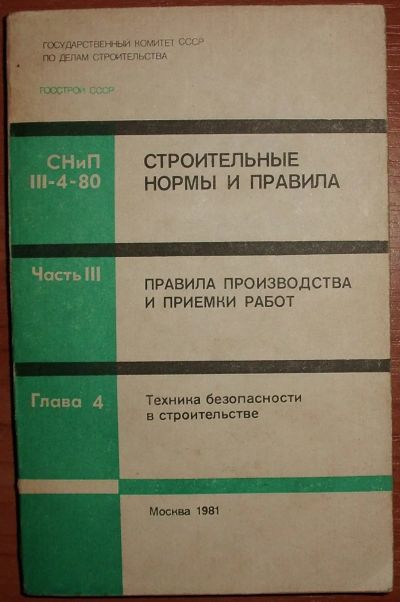 ГОСУДАРСТВЕННЫЙ КОМИТЕТ СССР
ПО ДЕЛАМ СТРОИТЕЛЬСТВА
ГОССТРОЙ СССР
СНиП
III-4-80
СТРОИТЕЛЬНЫЕ
НОРМЫ И ПРАВИЛА
Часть III
ПРАВИЛА ПРОИЗВОДСТВА
И ПРИЕМКИ РАБОТ
Глава 4
Техника безопасности
в строительстве
Москва 1981